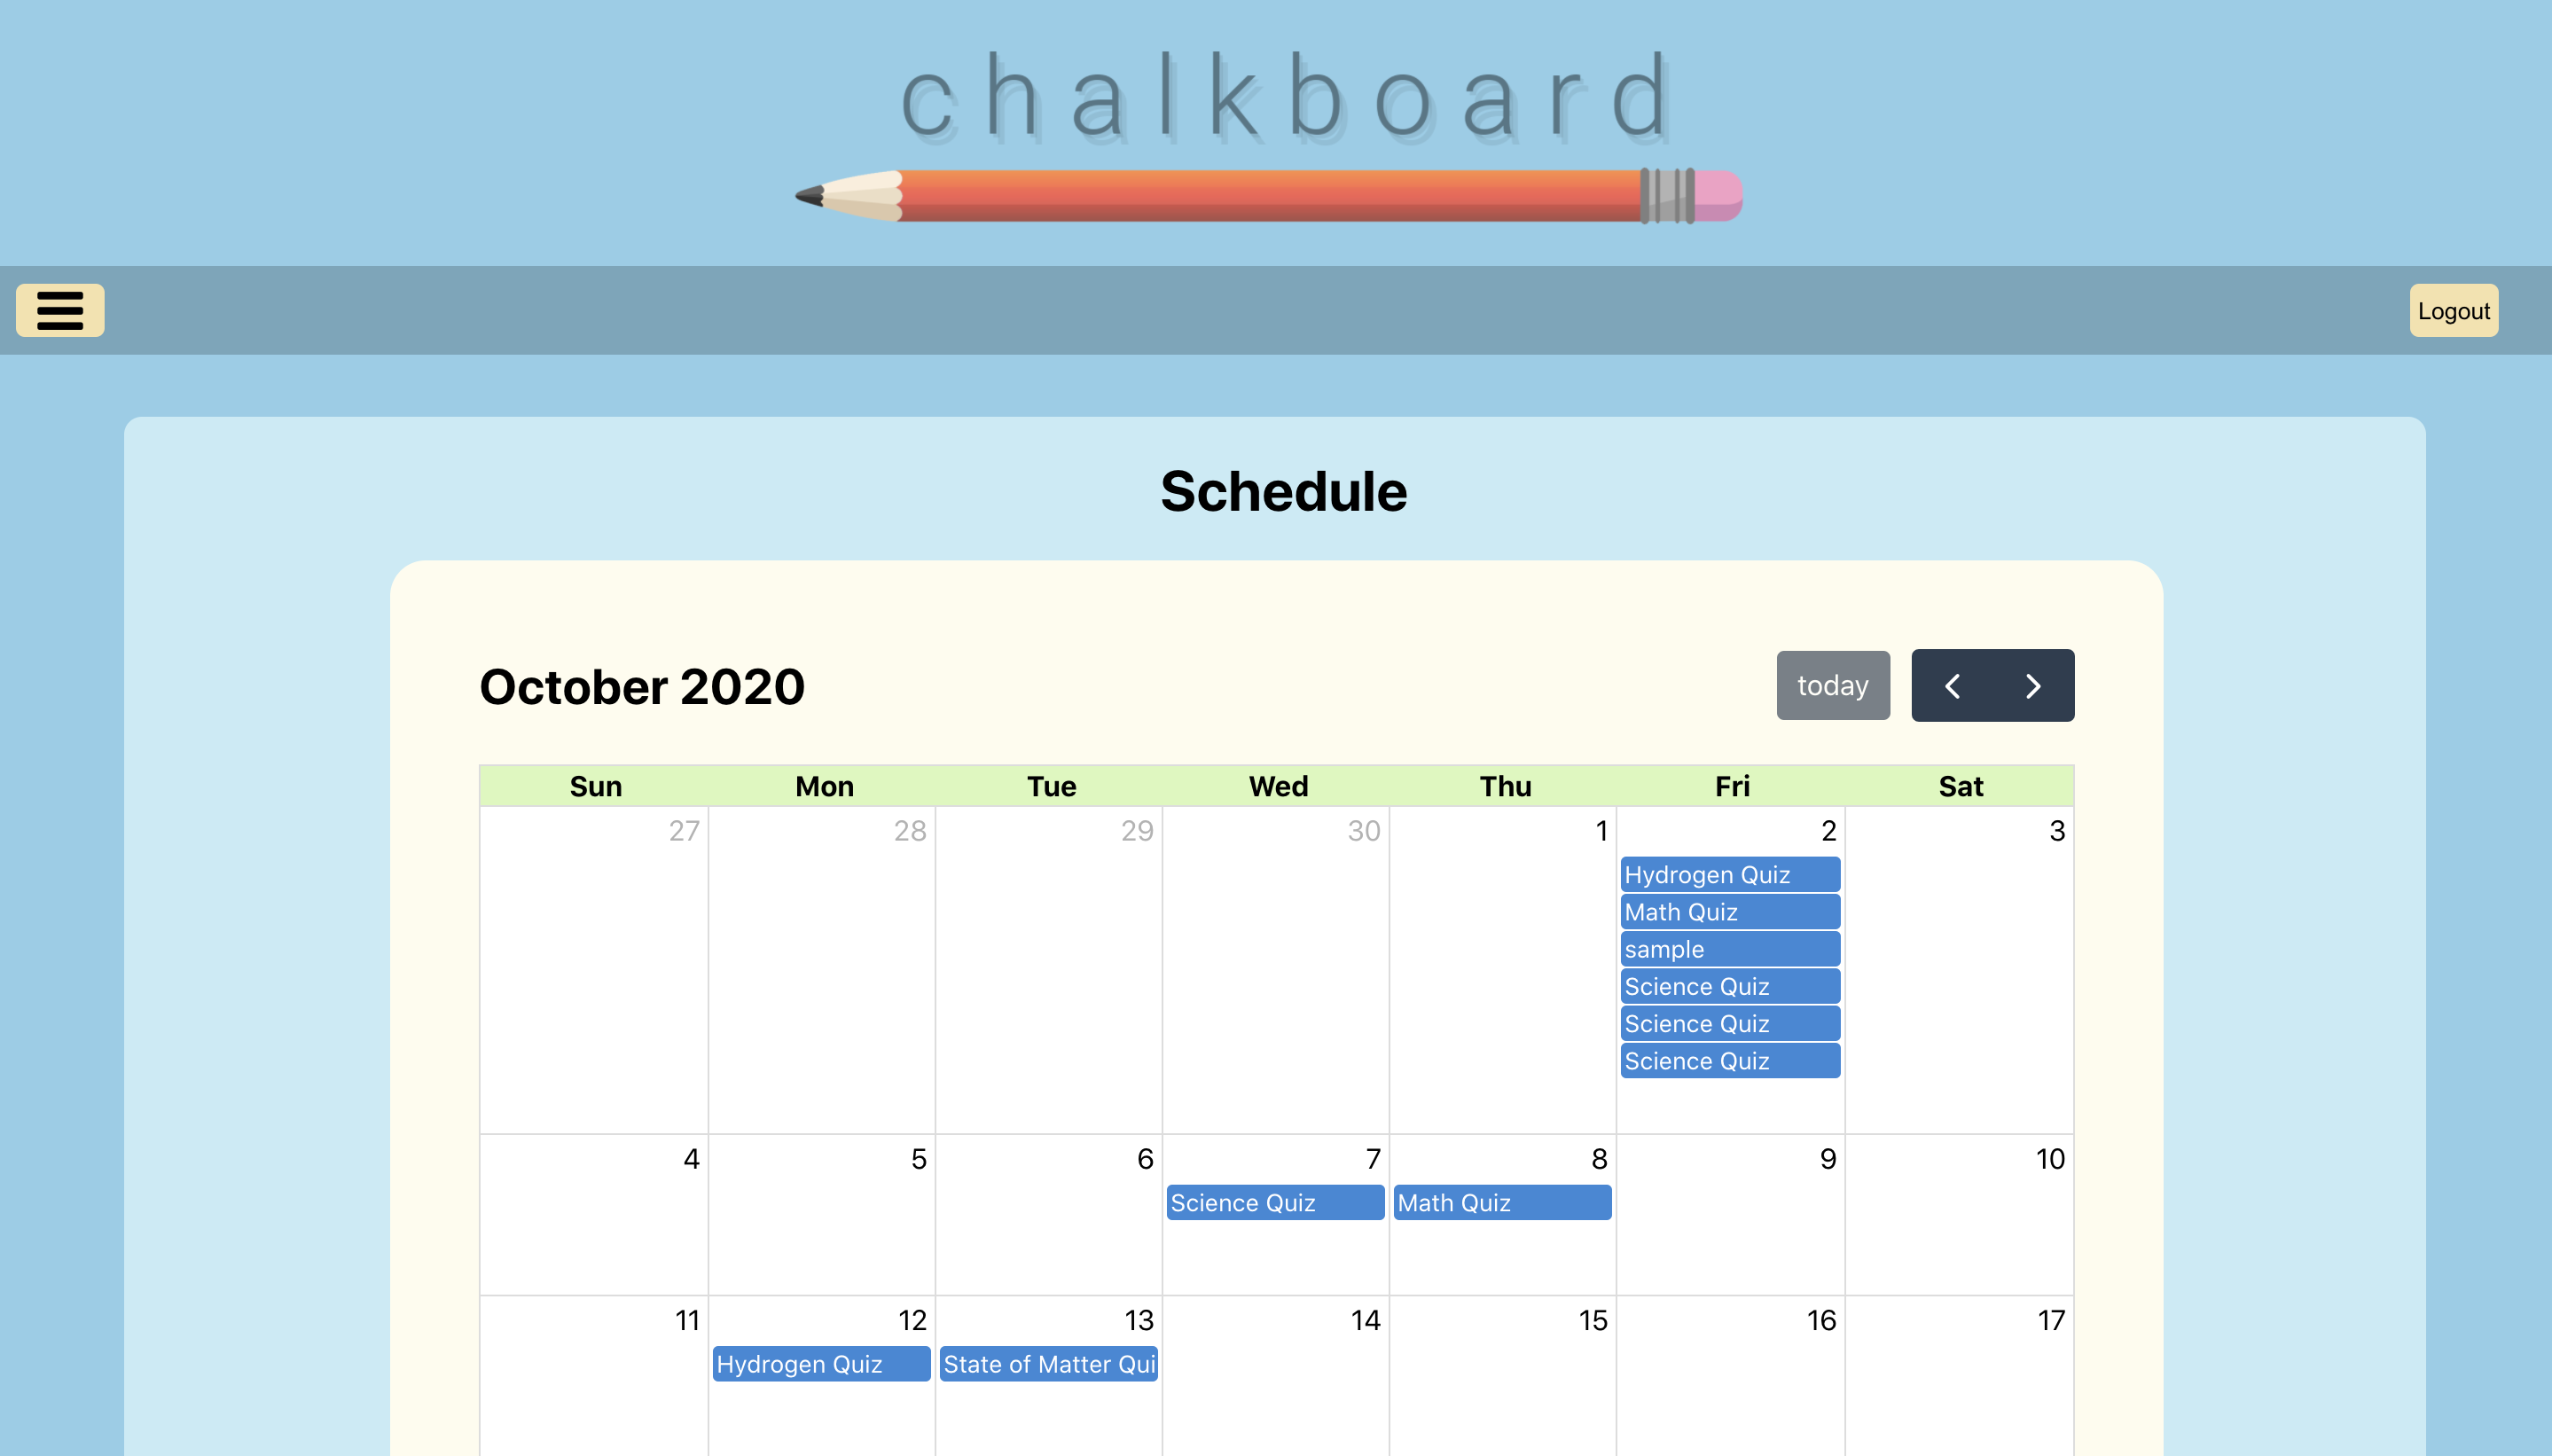 chalkboard
Logout
Schedule
October 2020
today
Sun Mon Tue Wed Thu Fri Sat
27 28 29 30 1 2 3
Hydrogen Quiz
Math Quiz
sample
Science Quiz
Science Quiz
Science Quiz
4 5 6 7 8 9 10
Science Quiz Math Quiz
11 12 13 14 15 16 17
Hydrogen Quiz State of Matter Qui